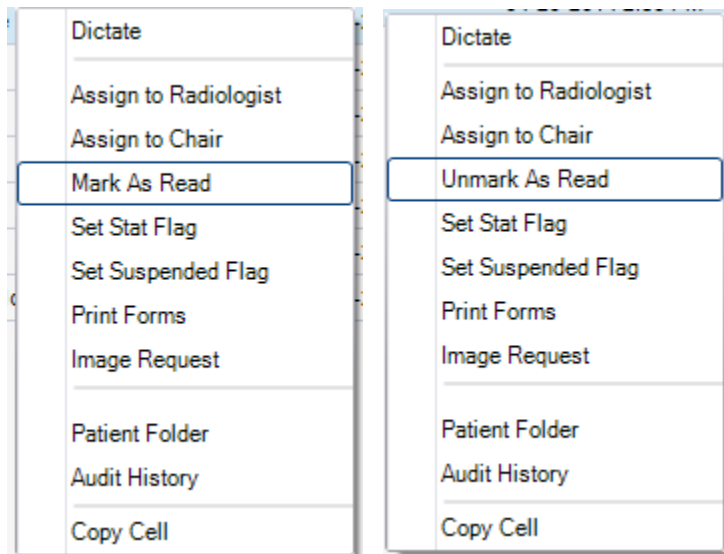 Dictate
Assign to Radiologist
Assign to Chair
Mark As Read
Set Stat Flag
Set Suspended Flag
Print Forms
Image Request
Patient Folder
Audit History
Copy Cell
Dictate
Assign to Radiologist
Assign to Chair
Unmark As Read
Set Stat Flag
Set Suspended Flag
Print Forms
Image Request
Patient Folder
Audit History
Copy Cell